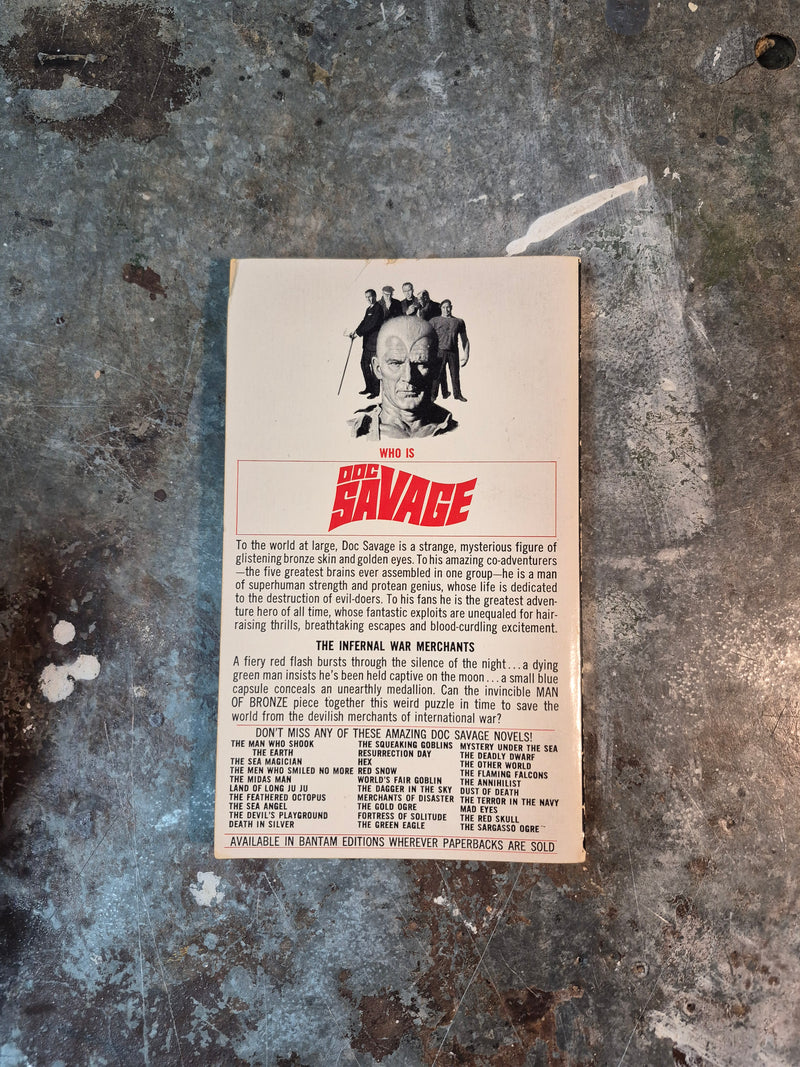 WHO IS
DOC
SAVAGE
To the world at large, Doc Savage is a strange, mysterious figure of
glistening bronze skin and golden eyes. To his amazing co-adventurers
—the five greatest brains ever assembled in one group—he is a man
of superhuman strength and protean genius, whose life is dedicated
to the destruction of evil-doers. To his fans he is the greatest adven-
ture hero of all time, whose fantastic exploits are unequaled for hair-
raising thrills, breathtaking escapes and blood-curdling excitement.
THE INFERNAL WAR MERCHANTS
A fiery red flash bursts through the silence of the night...a dying
green man insists he's been held captive on the moon...a small blue
capsule conceals an unearthly medallion. Can the invincible MAN
OF BRONZE piece together this weird puzzle in time to save the
world from the devilish merchants of international war?
DON'T MISS ANY OF THESE AMAZING DOC SAVAGE NOVELS!
THE MAN WHO SHOOK
THE EARTH
THE SEA MAGICIAN
THE MEN WHO SMILED NO MORE
THE MIDAS MAN
LAND OF LONG JU JU
THE FEATHERED OCTOPUS
THE SEA ANGEL
THE DEVIL'S PLAYGROUND
DEATH IN SILVER
THE SQUEAKING GOBLINS
RESURRECTION DAY
HEX
RED SNOW
WORLD'S FAIR GOBLIN
THE DAGGER IN THE SKY
MERCHANTS OF DISASTER
THE GOLD OGRE
FORTRESS OF SOLITUDE
THE GREEN EAGLE
MYSTERY UNDER THE SEA
THE DEADLY DWARF
THE OTHER WORLD
THE FLAMING FALCONS
THE ANNIHILIST
DUST OF DEATH
THE TERROR IN THE NAVY
MAD EYES
THE RED SKULL
THE SARGASSO OGRE
AVAILABLE IN BANTAM EDITIONS WHEREVER PAPERBACKS ARE SOLD